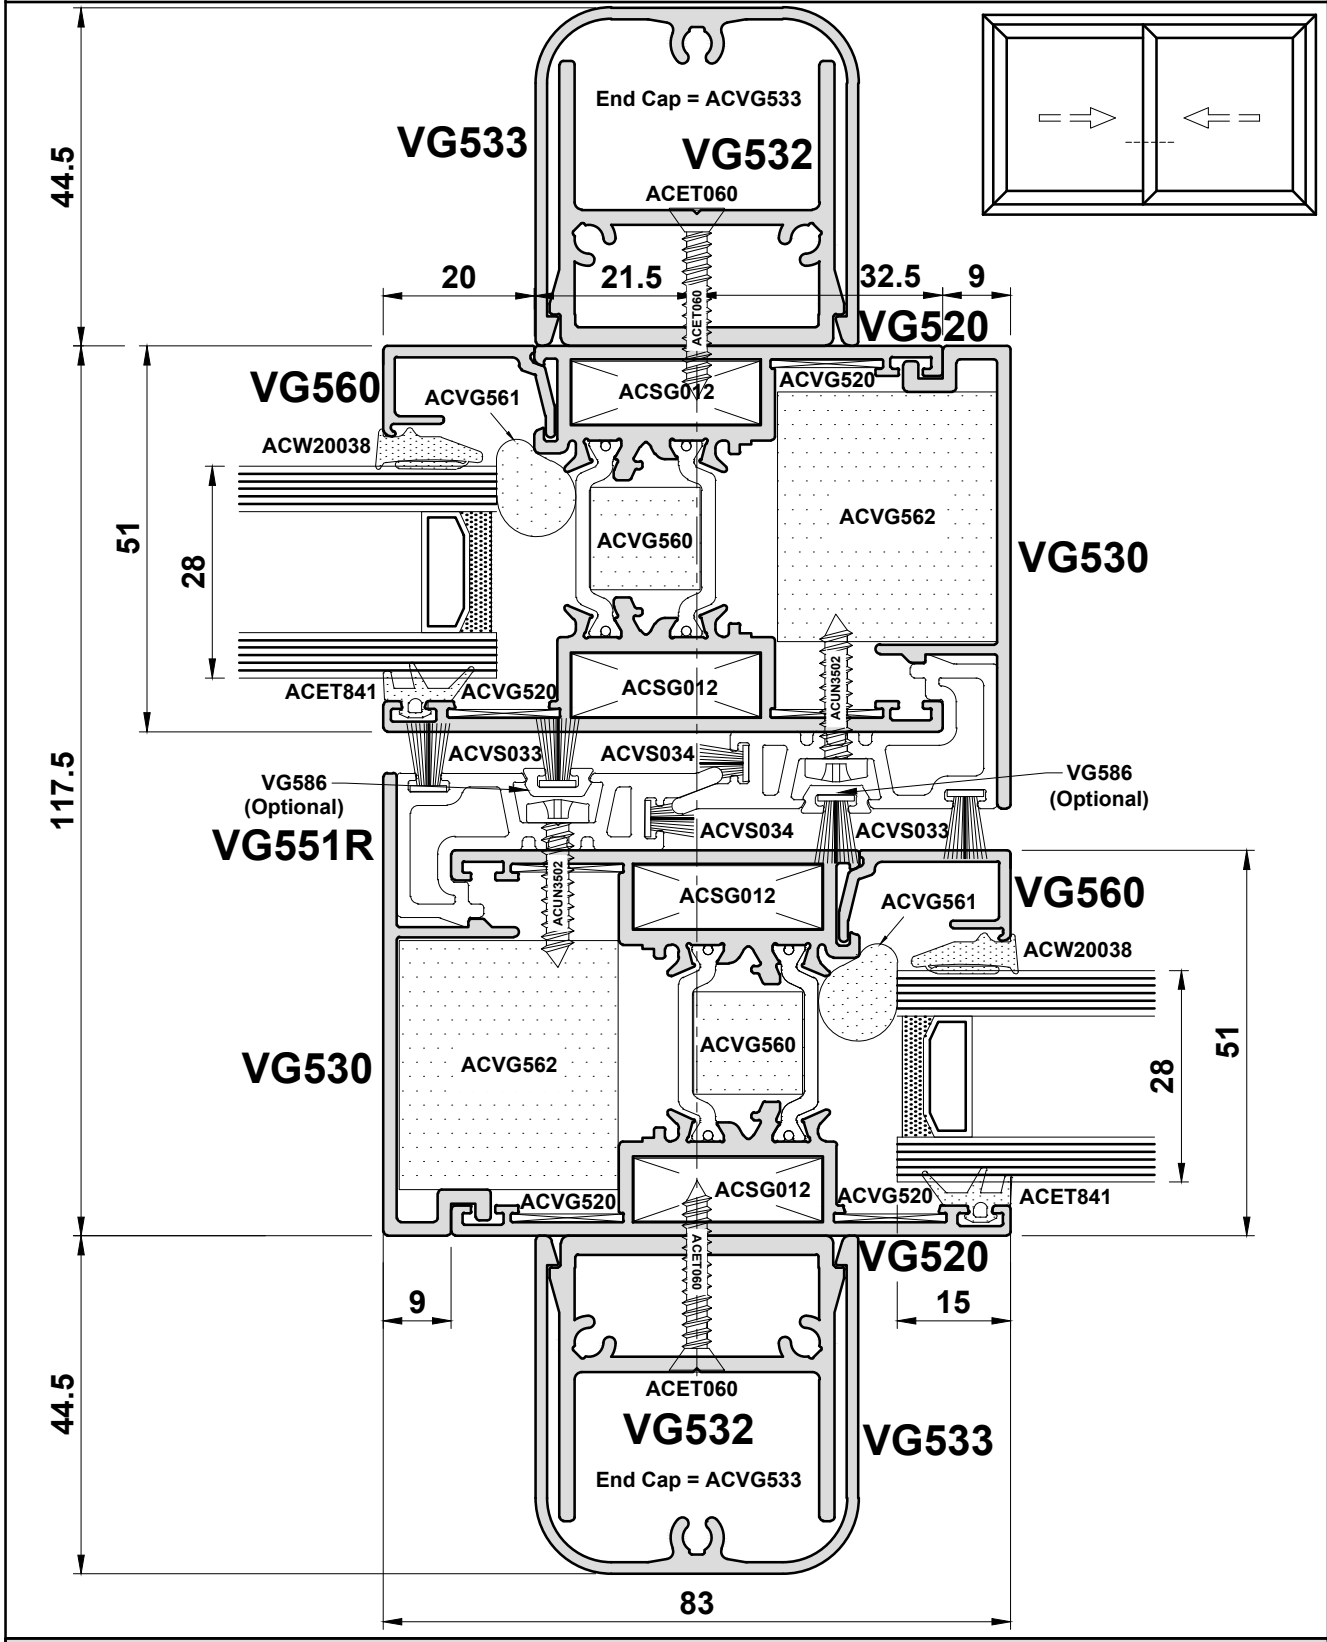 End Cap = ACVG533
VG533
VG532
ACET060
44.5
20
21.5
32.5
9
ACET060
VG520
VG560
ACVG561
ACSG012
ACVG520
ACW20038
51
28
ACVG560
ACVG562
VG530
ACET841
ACVG520
ACSG012
ACUN3502
117.5
ACVS033
ACVS034
VG586
(Optional)
VG586
(Optional)
VG551R
ACVS034
ACVS033
ACUN3502
ACSG012
ACVG561
VG560
ACW20038
VG530
ACVG562
ACVG560
28
51
ACVG520
ACSG012
ACVG520
ACET841
ACET060
VG520
9
15
ACET060
44.5
VG532
VG533
End Cap = ACVG533
83